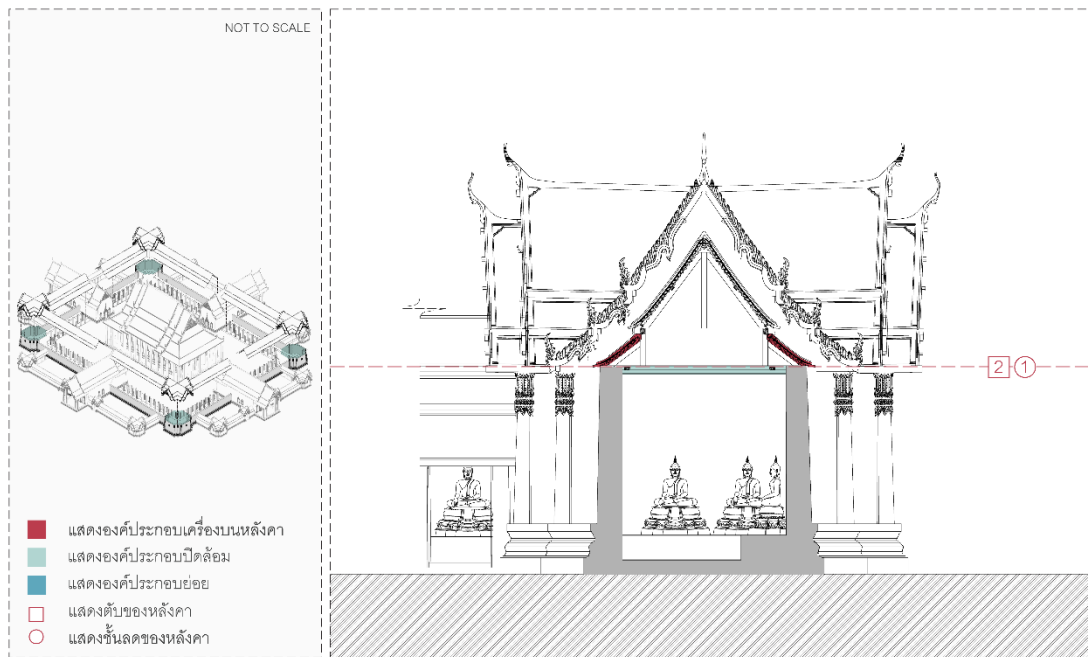 NOT TO SCALE
2 1
แสดงองค์ประกอบเครื่องบนหลังคา
แสดงองค์ประกอบปิดล้อม
แสดงองค์ประกอบย่อย
แสดงตับของหลังคา
แสดงชั้นลดของหลังคา